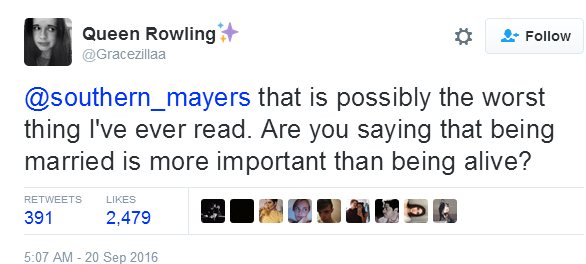 Queen Rowling✨
@Gracezillaa
Follow
@southern_mayers that is possibly the worst
thing I've ever read. Are you saying that being
married is more important than being alive?
RETWEETS LIKES
391 2,479
5:07 AM - 20 Sep 2016